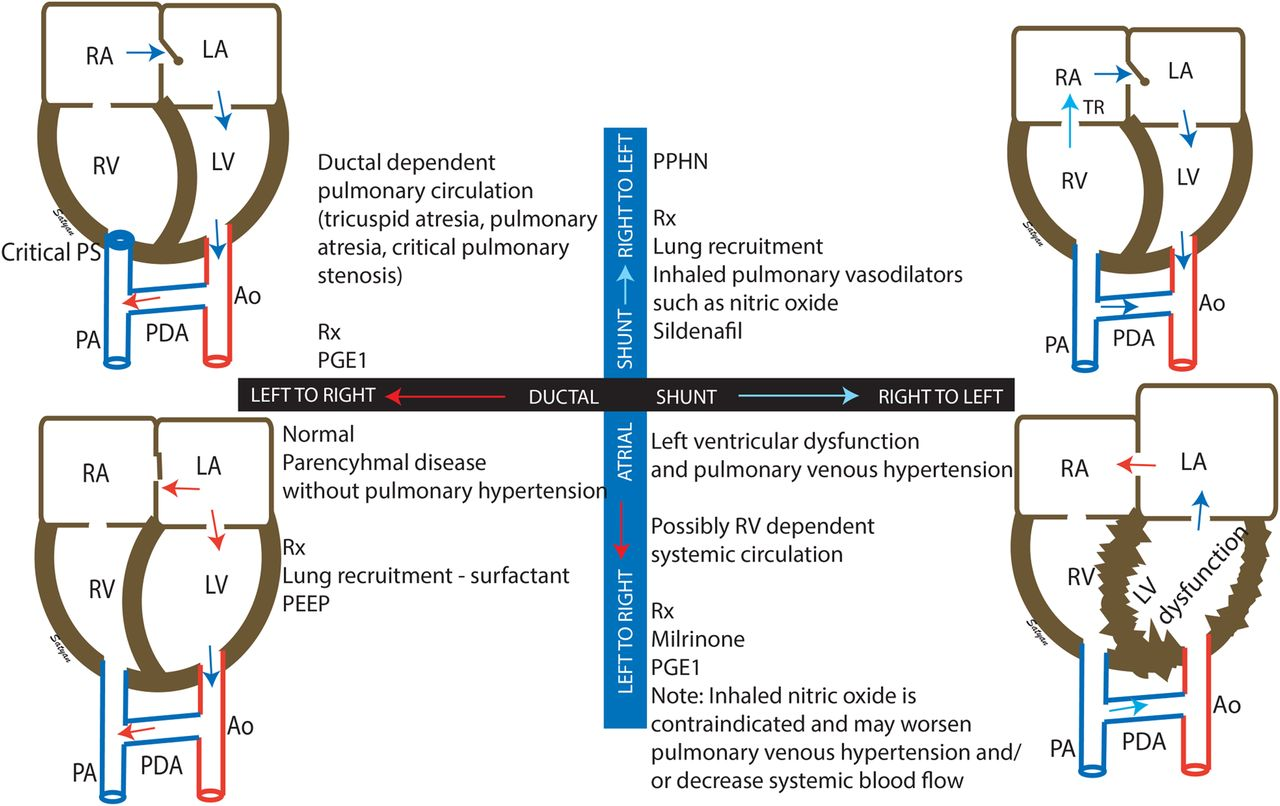 RA
LA
RV
LV
Satyan
Critical PS
Ao
PA
PDA
Ductal dependent
pulmonary circulation
(tricuspid atresia, pulmonary
atresia, critical pulmonary
stenosis)
Rx
PGE1
SHUNT
RIGHT TO LEFT
PPHN
Rx
Lung recruitment
Inhaled pulmonary vasodilators
such as nitric oxide
Sildenafil
RA
LA
TR
RV
LV
Satyan
Ao
PA
PDA
LEFT TO RIGHT
DUCTAL
SHUNT
RIGHT TO LEFT
RA
LA
RV
LV
Satyan
Ao
PA
PDA
Normal
Parencyhmal disease
without pulmonary hypertension
Rx
Lung recruitment - surfactant
PEEP
ATRIAL
LEFT TO RIGHT
Left ventricular dysfunction
and pulmonary venous hypertension
Possibly RV dependent
systemic circulation
Rx
Milrinone
PGE1
Note: Inhaled nitric oxide is
contraindicated and may worsen
pulmonary venous hypertension and/
or decrease systemic blood flow
RA
LA
RV
LV
dysfunction
Satyan
Ao
PA
PDA